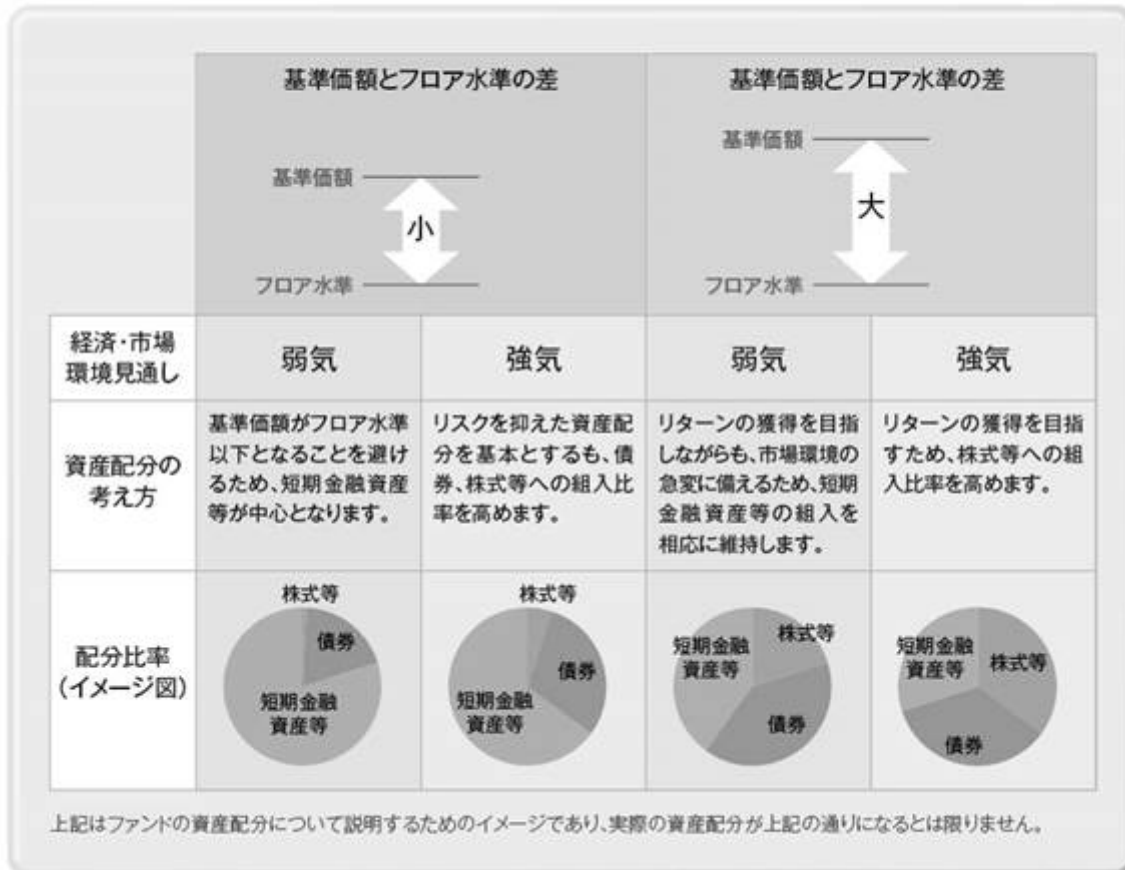 基準価額とフロア水準の差
基準価額
小
フロア水準
基準価額とフロア水準の差
基準価額
大
フロア水準
経済・市場
環境見通し
弱気
強気
弱気
強気
資産配分の
考え方
基準価額がフロア水準
以下となることを避け
るため、短期金融資産
等が中心となります。
リスクを抑えた資産配
分を基本とするも、債
券、株式等への組入比
率を高めます。
リターンの獲得を目指
しながらも、市場環境の
急変に備えるため、短期
金融資産等の組入を
相応に維持します。
リターンの獲得を目指
すため、株式等への組
入比率を高めます。
配分比率
（イメージ図）
株式等
債券
短期金融
資産等
株式等
債券
短期金融
資産等
株式等
短期金融
資産等
債券
短期金融
資産等
株式等
債券
上記はファンドの資産配分について説明するためのイメージであり、実際の資産配分が上記の通りになるとは限りません。